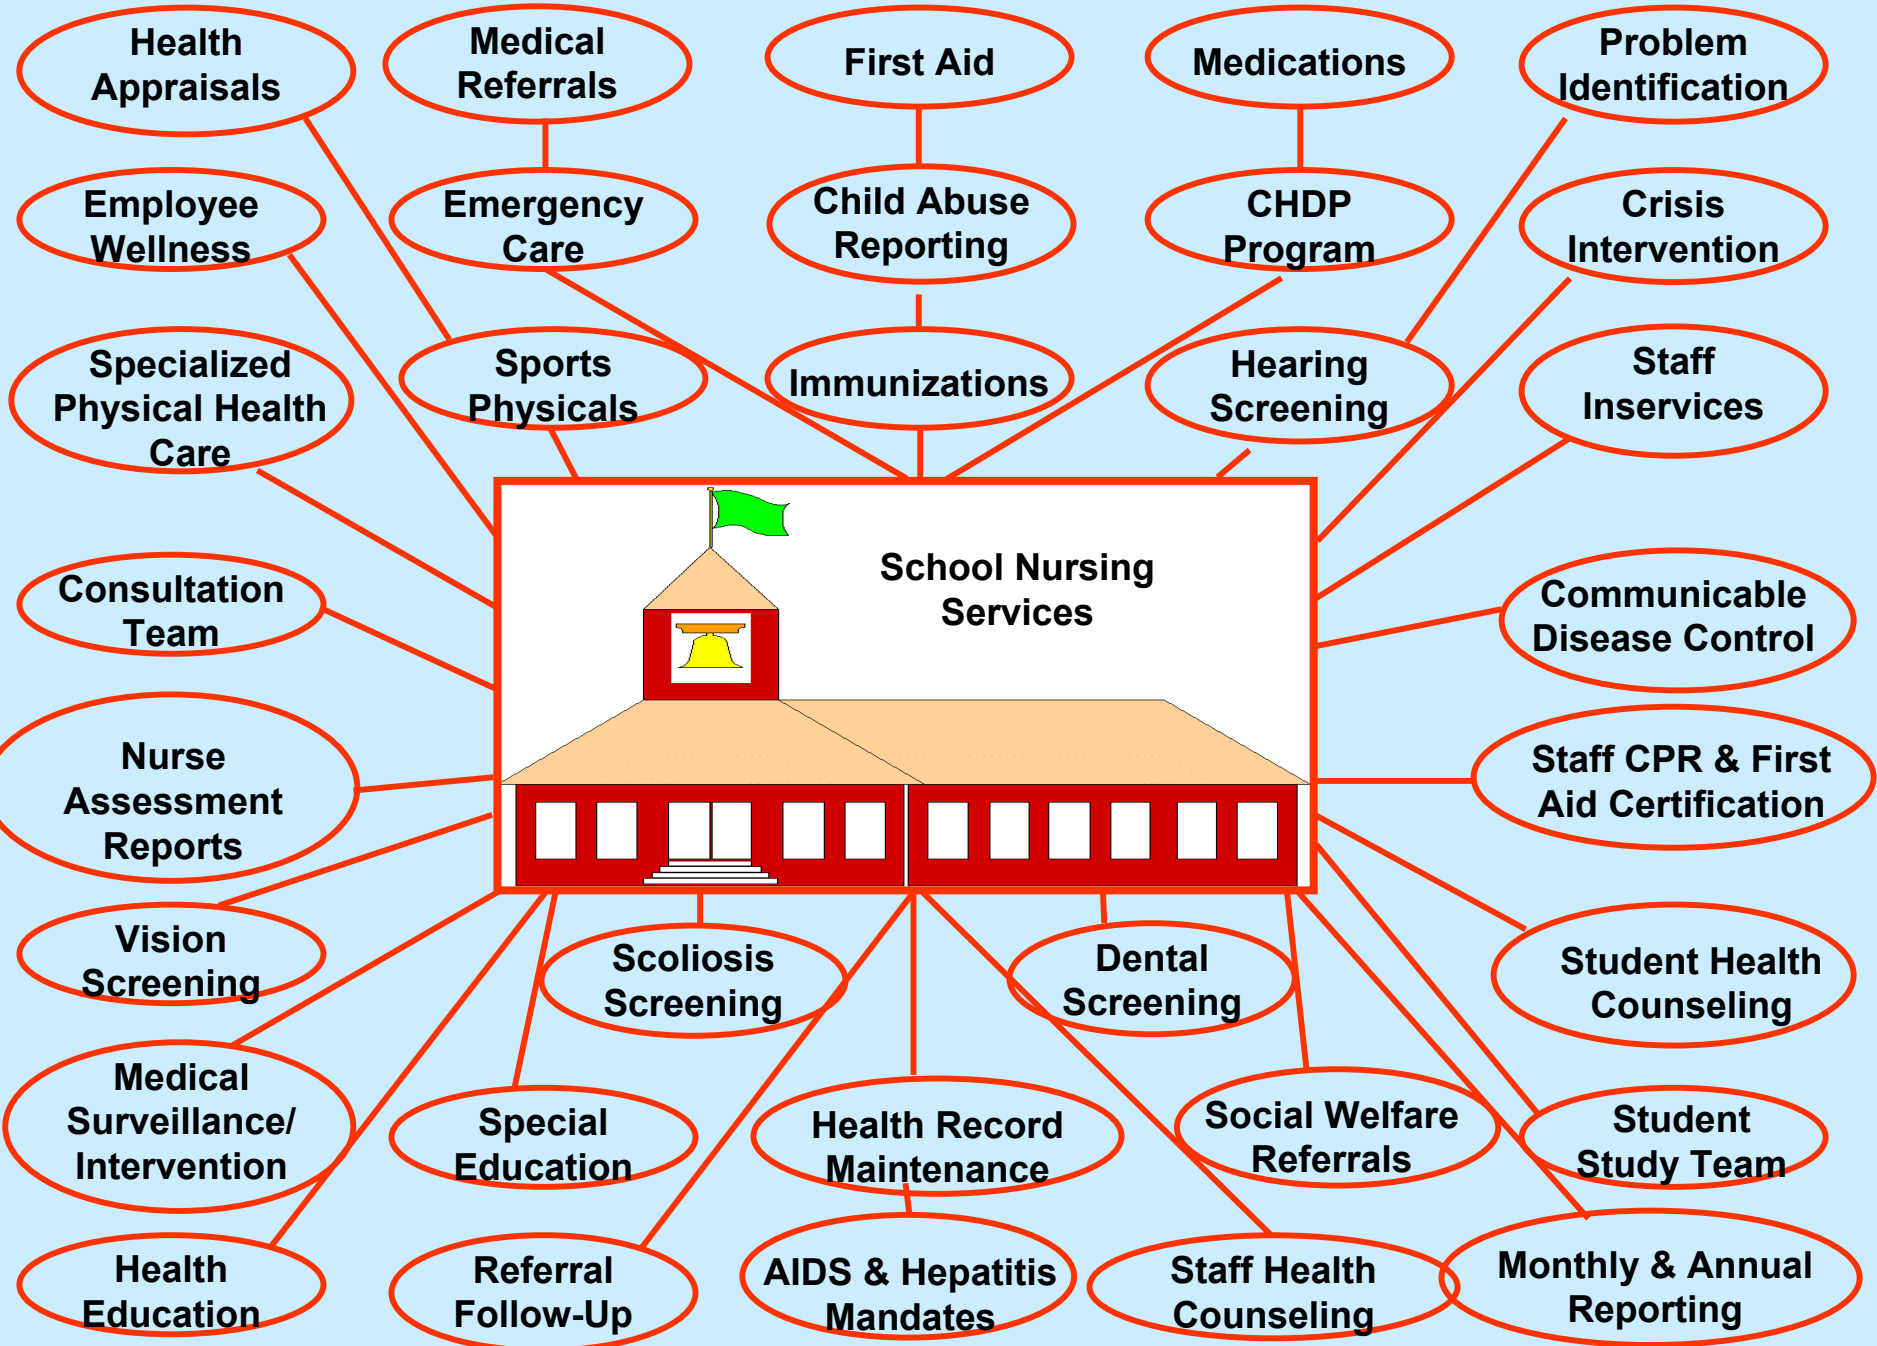 Health
Appraisals
Medical
Referrals
First Aid
Medications
Problem
Identification
Employee
Wellness
Emergency
Care
Child Abuse
Reporting
CHDP
Program
Crisis
Intervention
Specialized
Physical Health
Care
Sports
Physicals
Immunizations
Hearing
Screening
Staff
Inservices
School Nursing
Services
Consultation
Team
Communicable
Disease Control
Nurse
Assessment
Reports
Staff CPR & First
Aid Certification
Vision
Screening
Scoliosis
Screening
Dental
Screening
Student Health
Counseling
Medical
Surveillance/
Intervention
Special
Education
Health Record
Maintenance
Social Welfare
Referrals
Student
Study Team
Health
Education
Referral
Follow-Up
AIDS & Hepatitis
Mandates
Staff Health
Counseling
Monthly & Annual
Reporting